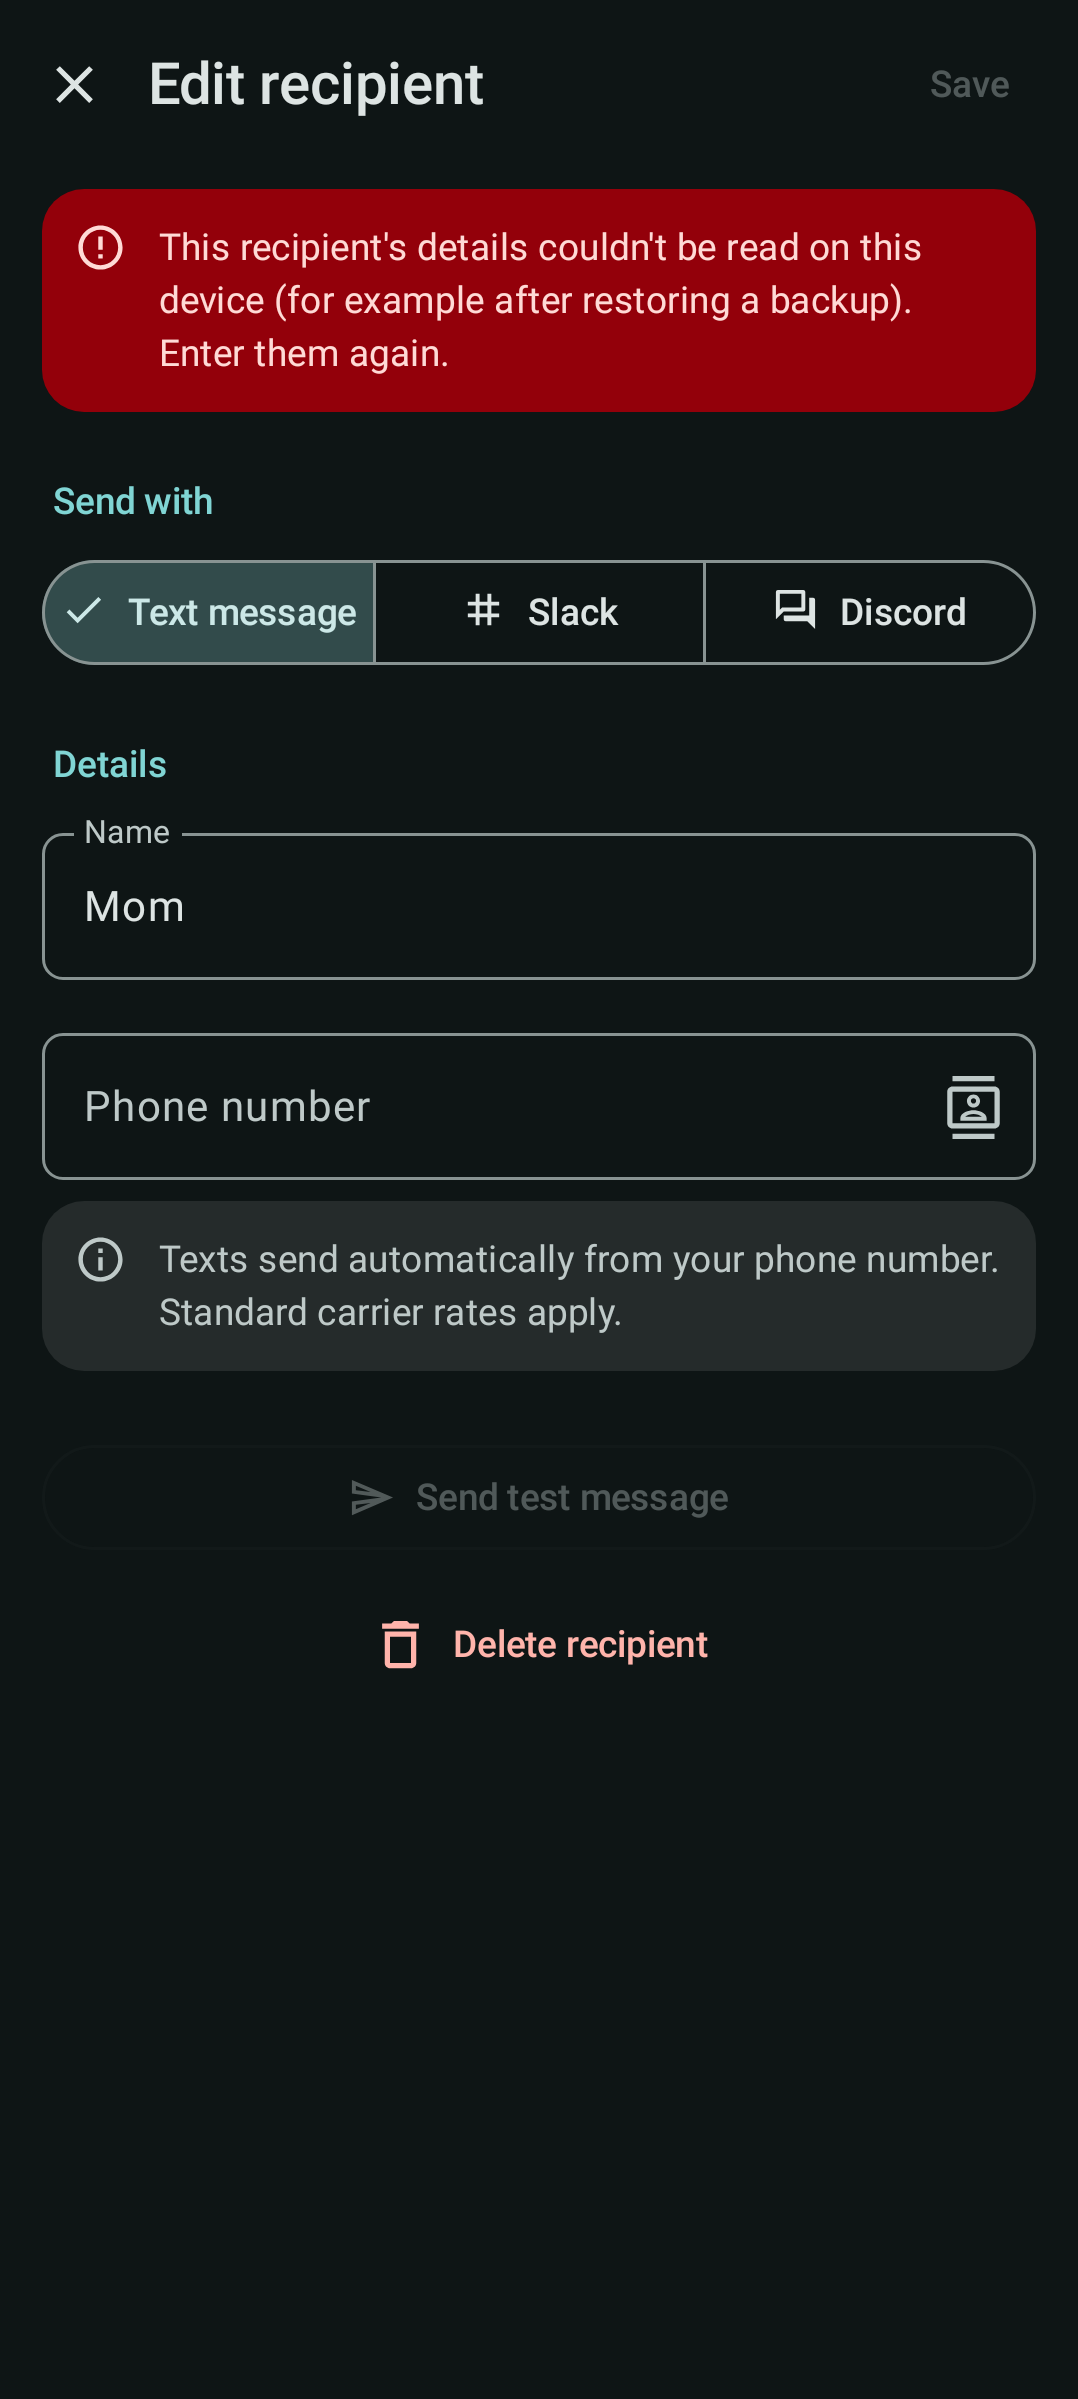 Edit recipient
Save
This recipient's details couldn't be read on this
device (for example after restoring a backup).
Enter them again.
Send with
Text message
Slack
Discord
Details
Name
Mom
Phone number
Texts send automatically from your phone number.
Standard carrier rates apply.
Send test message
Delete recipient